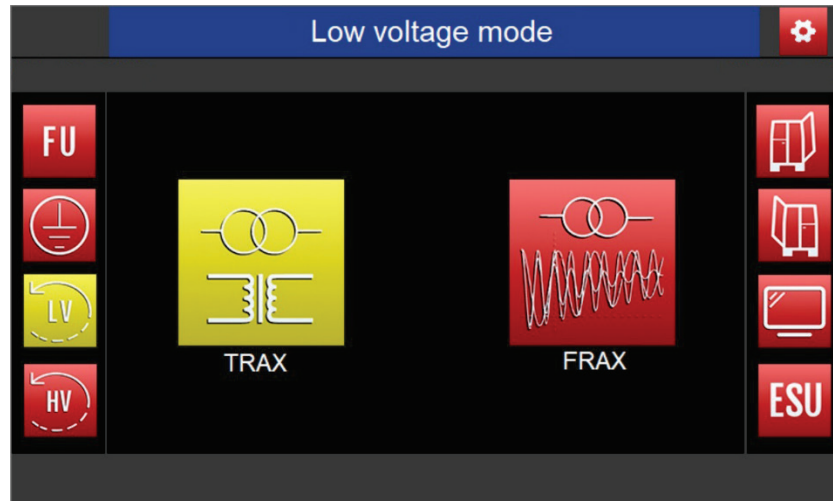 Low voltage mode
FU
LV
HV
TRAX
FRAX
ESU